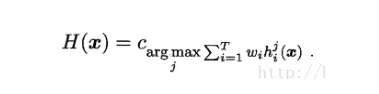 H(𝒙) = c_{arg max_j ∑_{i=1}^{T} w_i h_i^j(𝒙)} .
http://